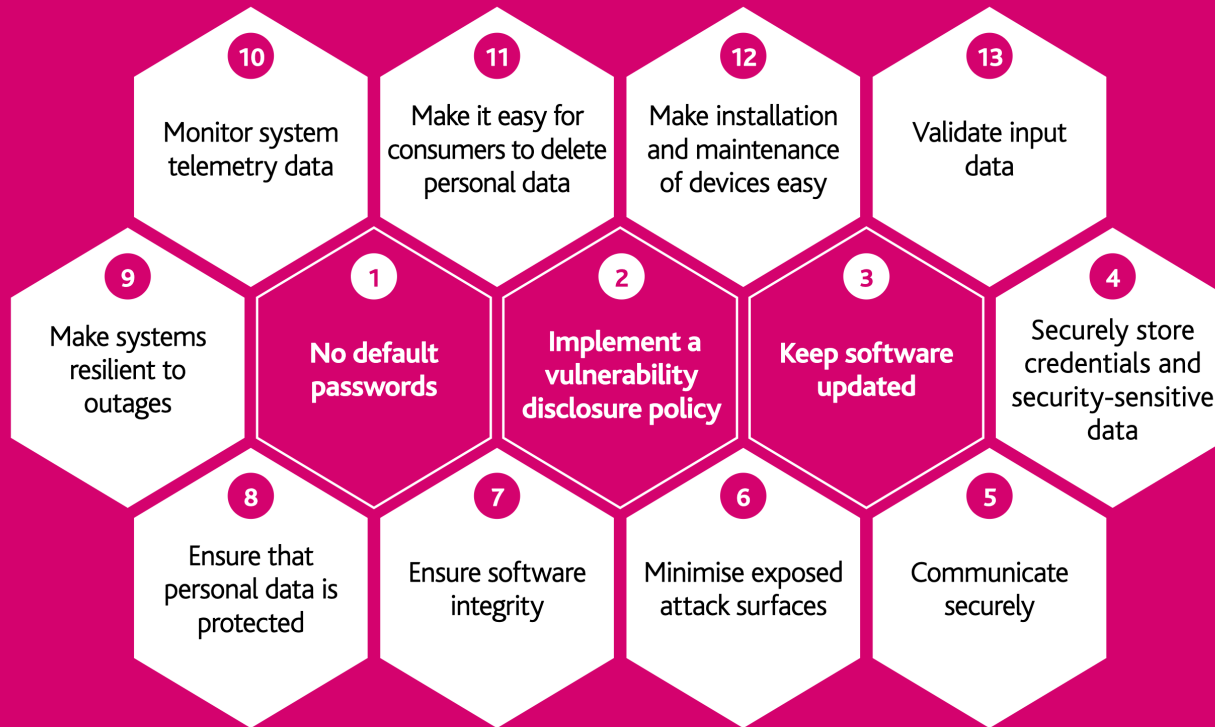 10
Monitor system
telemetry data
11
Make it easy for
consumers to delete
personal data
12
Make installation
and maintenance
of devices easy
13
Validate input
data
9
Make systems
resilient to
outages
1
No default
passwords
2
Implement a
vulnerability
disclosure policy
3
Keep software
updated
4
Securely store
credentials and
security-sensitive
data
8
Ensure that
personal data is
protected
7
Ensure software
integrity
6
Minimise exposed
attack surfaces
5
Communicate
securely